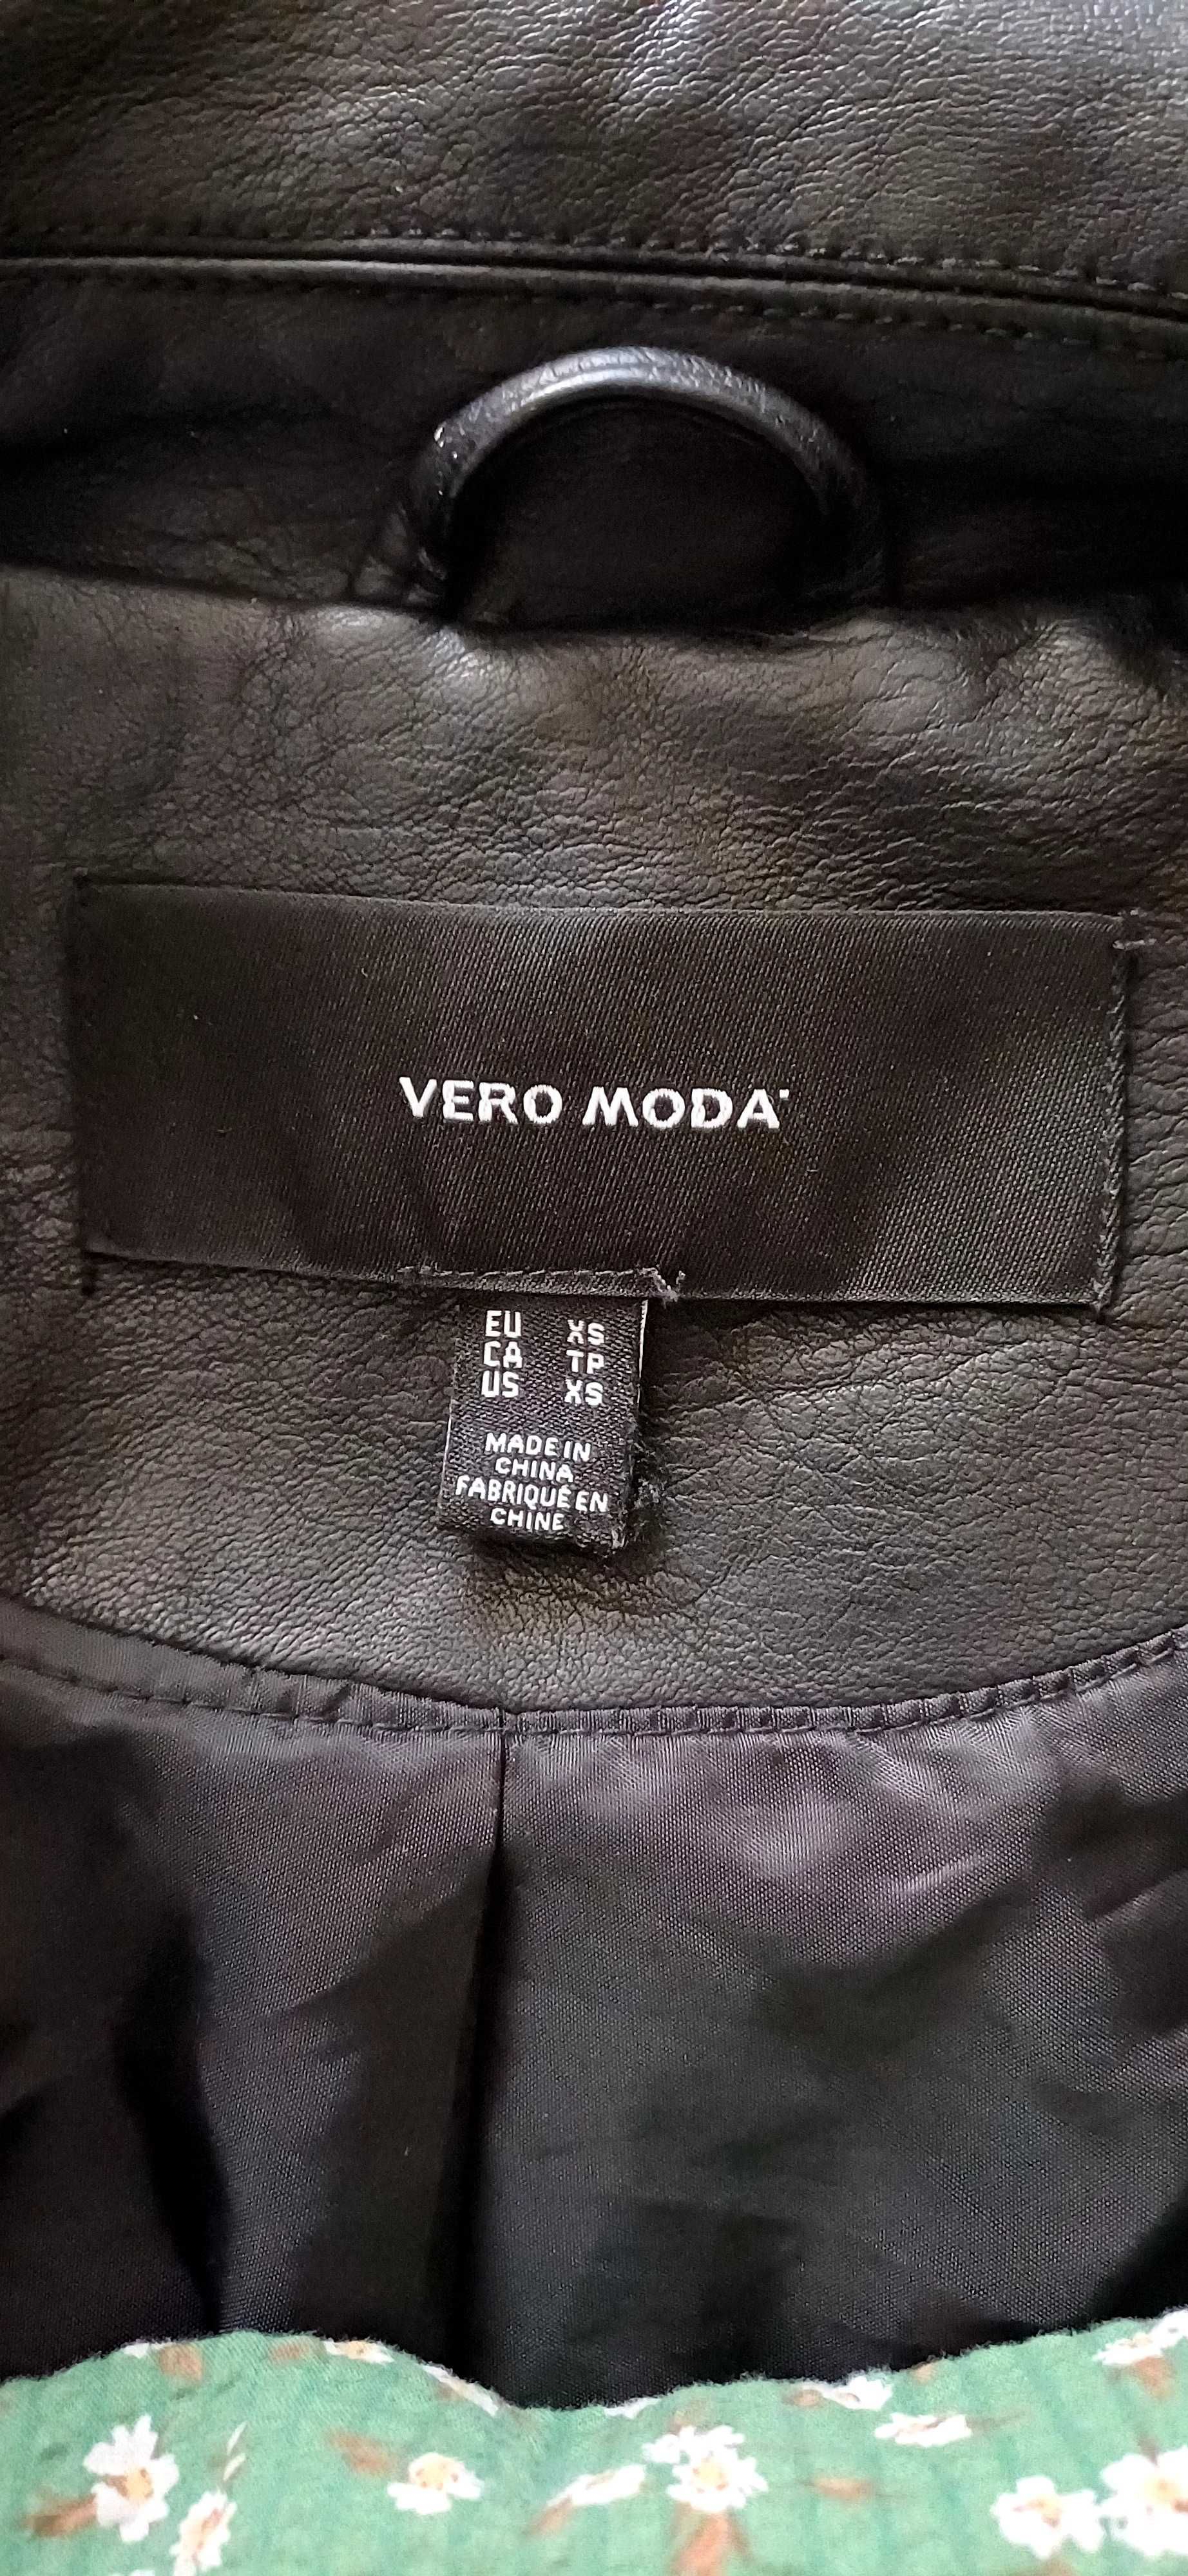 VERO MODA
EU XS
CA TP
US XS
MADE IN
CHINA
FABRIQUÉ EN
CHINE